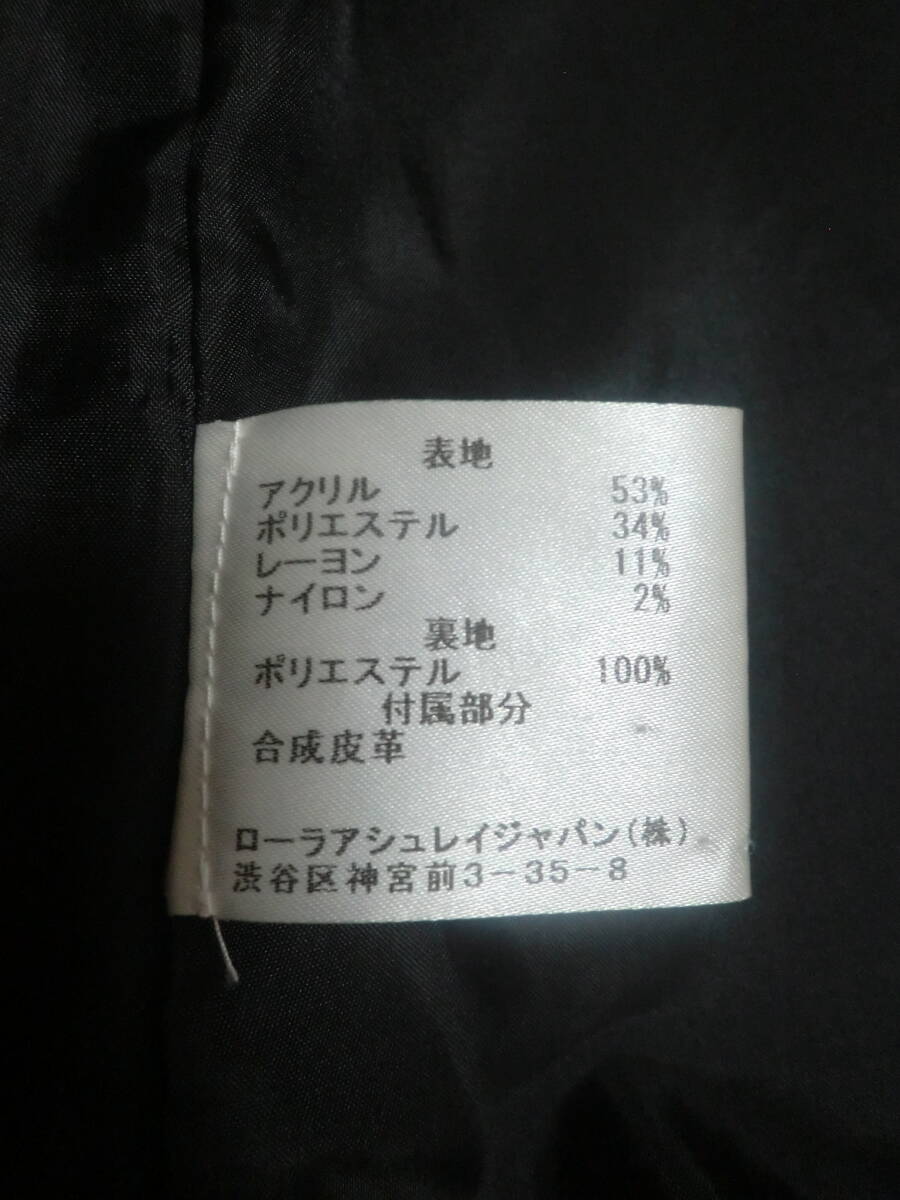 表地
アクリル 53%
ポリエステル 34%
レーヨン 11%
ナイロン 2%
裏地
ポリエステル 100%
付属部分
合成皮革
ローラアシュレイジャパン(株)
渋谷区神宮前3-35-8